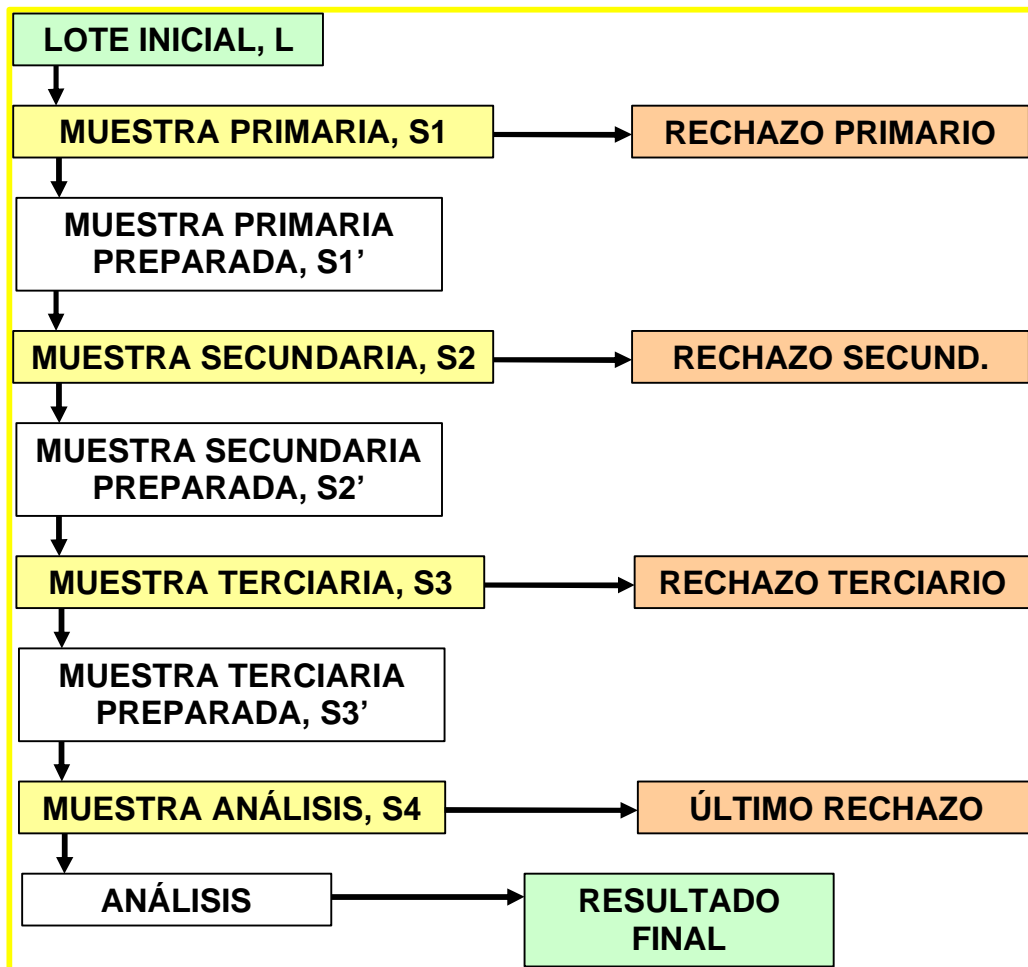 LOTE INICIAL, L
MUESTRA PRIMARIA, S1
RECHAZO PRIMARIO
MUESTRA PRIMARIA
PREPARADA, S1’
MUESTRA SECUNDARIA, S2
RECHAZO SECUND.
MUESTRA SECUNDARIA
PREPARADA, S2’
MUESTRA TERCIARIA, S3
RECHAZO TERCIARIO
MUESTRA TERCIARIA
PREPARADA, S3’
MUESTRA ANÁLISIS, S4
ÚLTIMO RECHAZO
ANÁLISIS
RESULTADO
FINAL